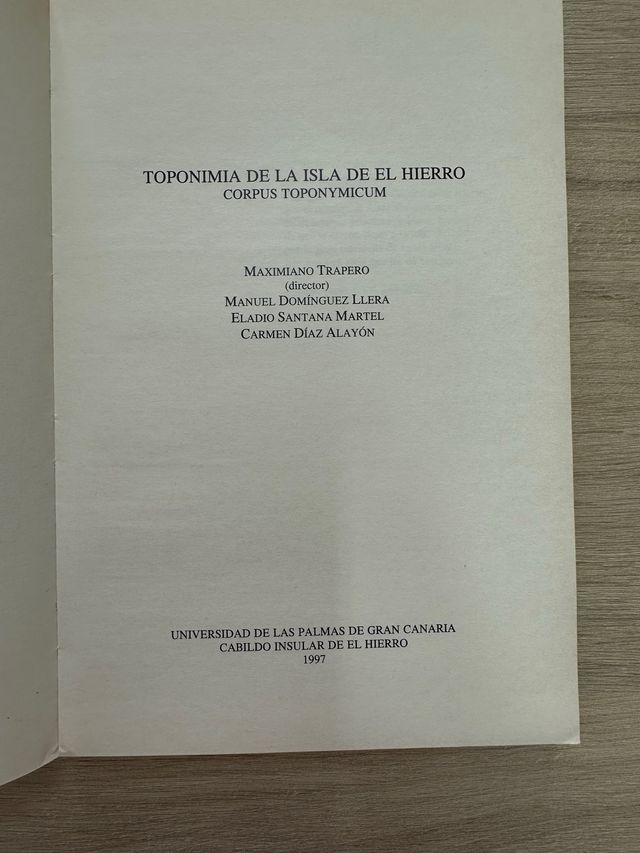 TOPONIMIA DE LA ISLA DE EL HIERRO
CORPUS TOPONYMICUM
MAXIMIANO TRAPERO
(director)
MANUEL DOMÍNGUEZ LLERA
ELADIO SANTANA MARTEL
CARMEN DÍAZ ALAYÓN
UNIVERSIDAD DE LAS PALMAS DE GRAN CANARIA
CABILDO INSULAR DE EL HIERRO
1997